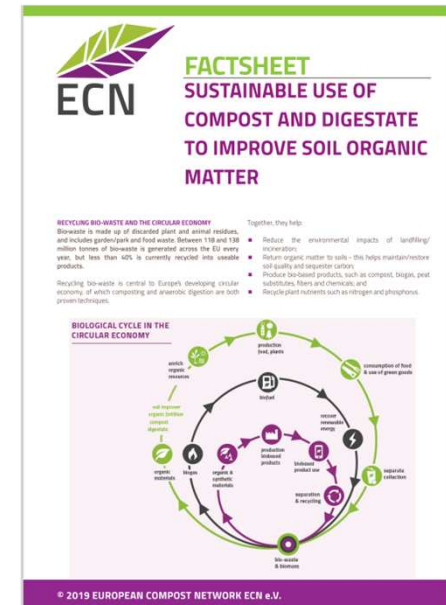 ECN
FACTSHEET
SUSTAINABLE USE OF
COMPOST AND DIGESTATE
TO IMPROVE SOIL ORGANIC
MATTER
RECYCLING BIO-WASTE AND THE CIRCULAR ECONOMY
Bio-waste is made up of discarded plant and animal residues,
and includes garden/park and food waste. Between 118 and 138
million tonnes of bio-waste is generated across the EU every
year, but less than 40% is currently recycled into useable
products.
Recycling bio-waste is central to Europe's developing circular
economy, of which composting and anaerobic digestion are both
proven techniques.
Together, they help:
Reduce the environmental impacts of landfilling/
incineration;
Return organic matter to soils - this helps maintain/restore
soil quality and sequester carbon;
Produce bio-based products, such as compost, biogas, peat
substitutes, fibers and chemicals; and
Recycle plant nutrients such as nitrogen and phosphorus.
BIOLOGICAL CYCLE IN THE
CIRCULAR ECONOMY
production
food, plants
enrich
organic
resources
consumption of food
& use of green goods
biofuel
soil improver
organic fertiliser
compost
digestate
recover
renewable
energy
production
biobased
products
organic
materials
biogas
organic &
synthetic
materials
biobased
product use
separate
collection
separation
& recycling
bio-waste
& biomass
© 2019 EUROPEAN COMPOST NETWORK ECN e.V.